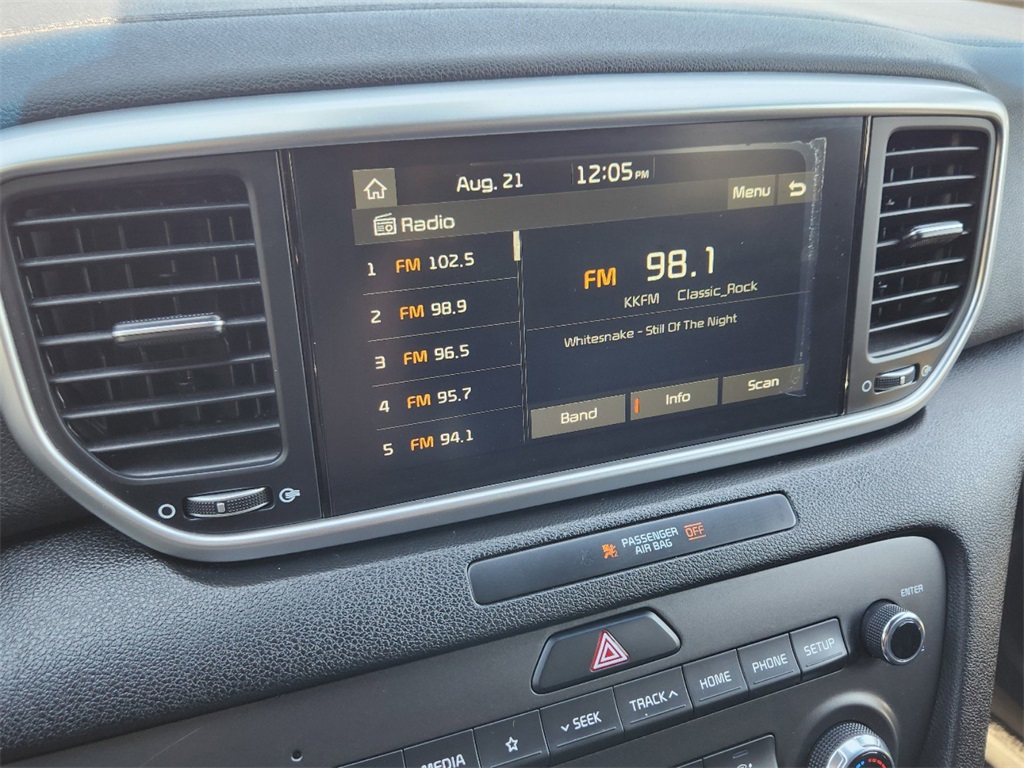 Aug. 21 12:05 PM
Radio Menu
1 FM 102.5
2 FM 98.9
3 FM 96.5
4 FM 95.7
5 FM 94.1
FM 98.1
KKFM Classic_Rock
Whitesnake - Still Of The Night
Band Info Scan
PASSENGER
AIR BAG OFF
ENTER
MEDIA SEEK TRACK HOME PHONE SETUP